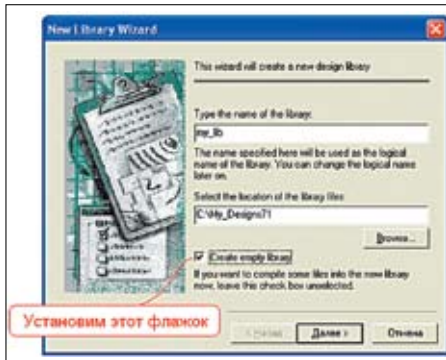 New Library Wizard
This wizard will create a new design library
Type the name of the library:
my_lib
The name specified here will be used as the logical
name of the library. You can change the logical name
later on.
Select the location of the library files:
C:\My_Designs71
Browse...
Create empty library
If you want to compile some files into the new library
now, leave this check box unselected.
Установим этот флажок
< Назад
Далее >
Отмена